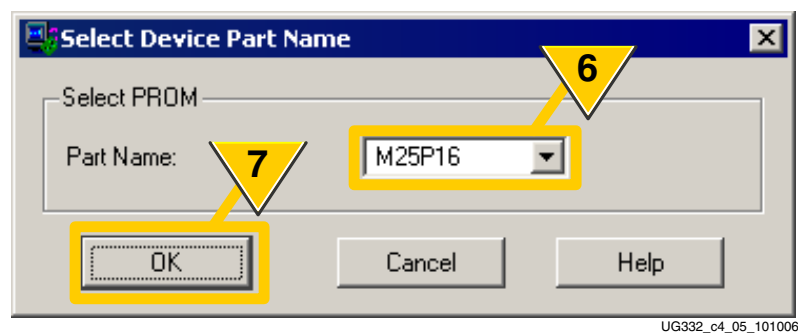 Select Device Part Name
6
Select PROM
Part Name:
7
M25P16
OK
Cancel
Help
UG332_c4_05_101006